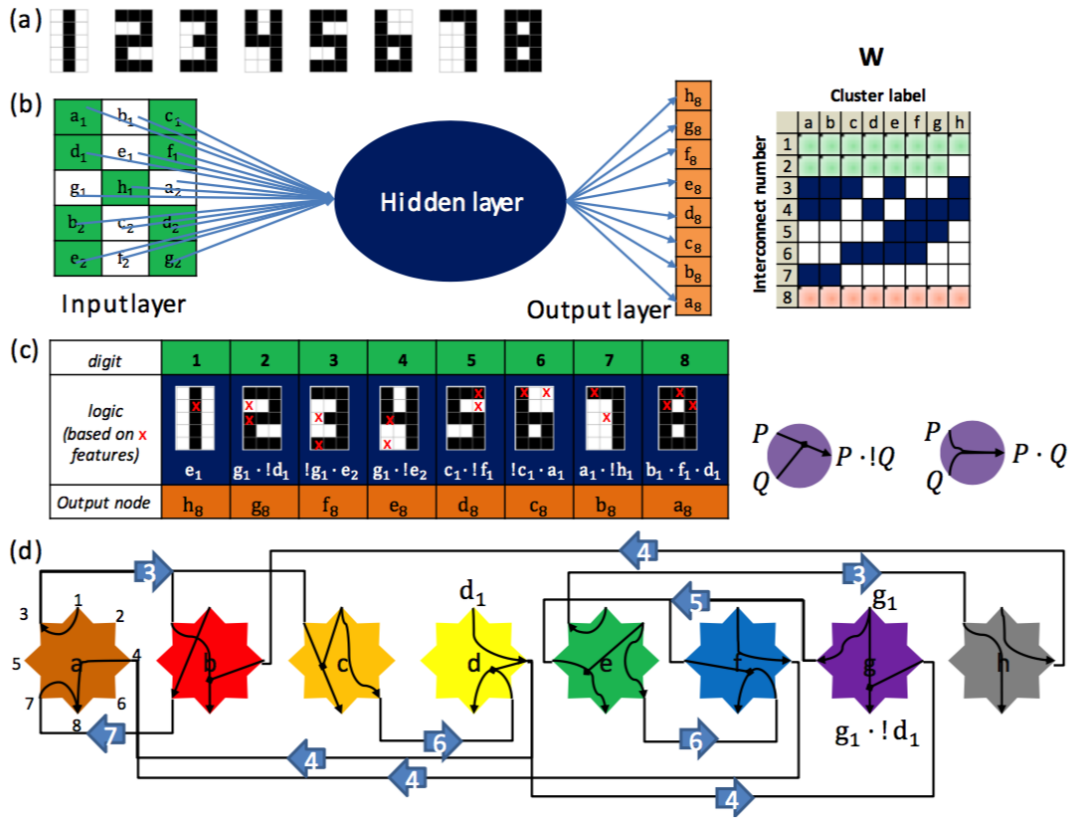 (a)
W
(b)
a₁ b₁ c₁
d₁ e₁ f₁
g₁ h₁ a₂
b₂ c₂ d₂
e₂ f₂ g₂
Input layer
Hidden layer
h₈
g₈
f₈
e₈
d₈
c₈
b₈
a₈
Output layer
Cluster label
a b c d e f g h
Interconnect number
1
2
3
4
5
6
7
8
(c)
digit 1 2 3 4 5 6 7 8
logic
(based on x
features)
x x x x x x x x x x x x x x x x x x
e₁ g₁ · !d₁ !g₁ · e₂ g₁ · !e₂ c₁ · !f₁ !c₁ · a₁ a₁ · !h₁ b₁ · f₁ · d₁
Output node h₈ g₈ f₈ e₈ d₈ c₈ b₈ a₈
P
Q
P · !Q
P
Q
P · Q
(d)
4
3 3
d₁ 5 g₁
3 1 2
5 a 4 b c d e f g h
7 8 6
g₁ · !d₁
7 6 6
4
4
4